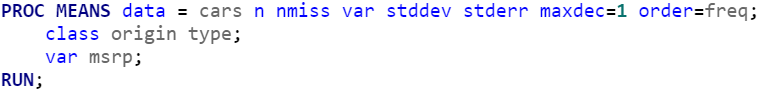 PROC MEANS data = cars n nmiss var stddev stderr maxdec=1 order=freq;
class origin type;
var msrp;
RUN;